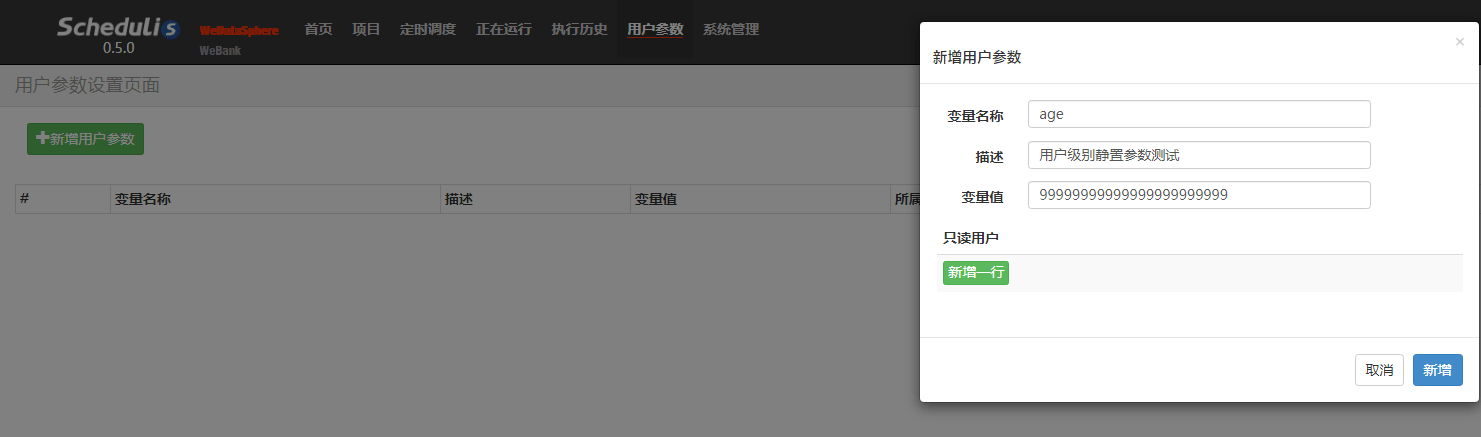 Scheduli S
0.5.0
WeDataSphere
WeBank
首页 项目 定时调度 正在运行 执行历史 用户参数 系统管理
用户参数设置页面
新增用户参数
# 变量名称 描述 变量值 所属
×
新增用户参数
变量名称 age
描述 用户级别静置参数测试
变量值 99999999999999999999999
只读用户
新增一行
取消 新增